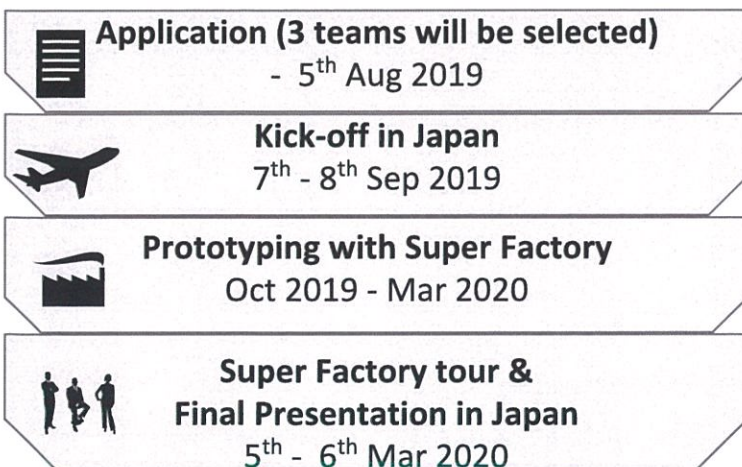 Application (3 teams will be selected)
- 5th Aug 2019
Kick-off in Japan
7th - 8th Sep 2019
Prototyping with Super Factory
Oct 2019 - Mar 2020
Super Factory tour &
Final Presentation in Japan
5th - 6th Mar 2020